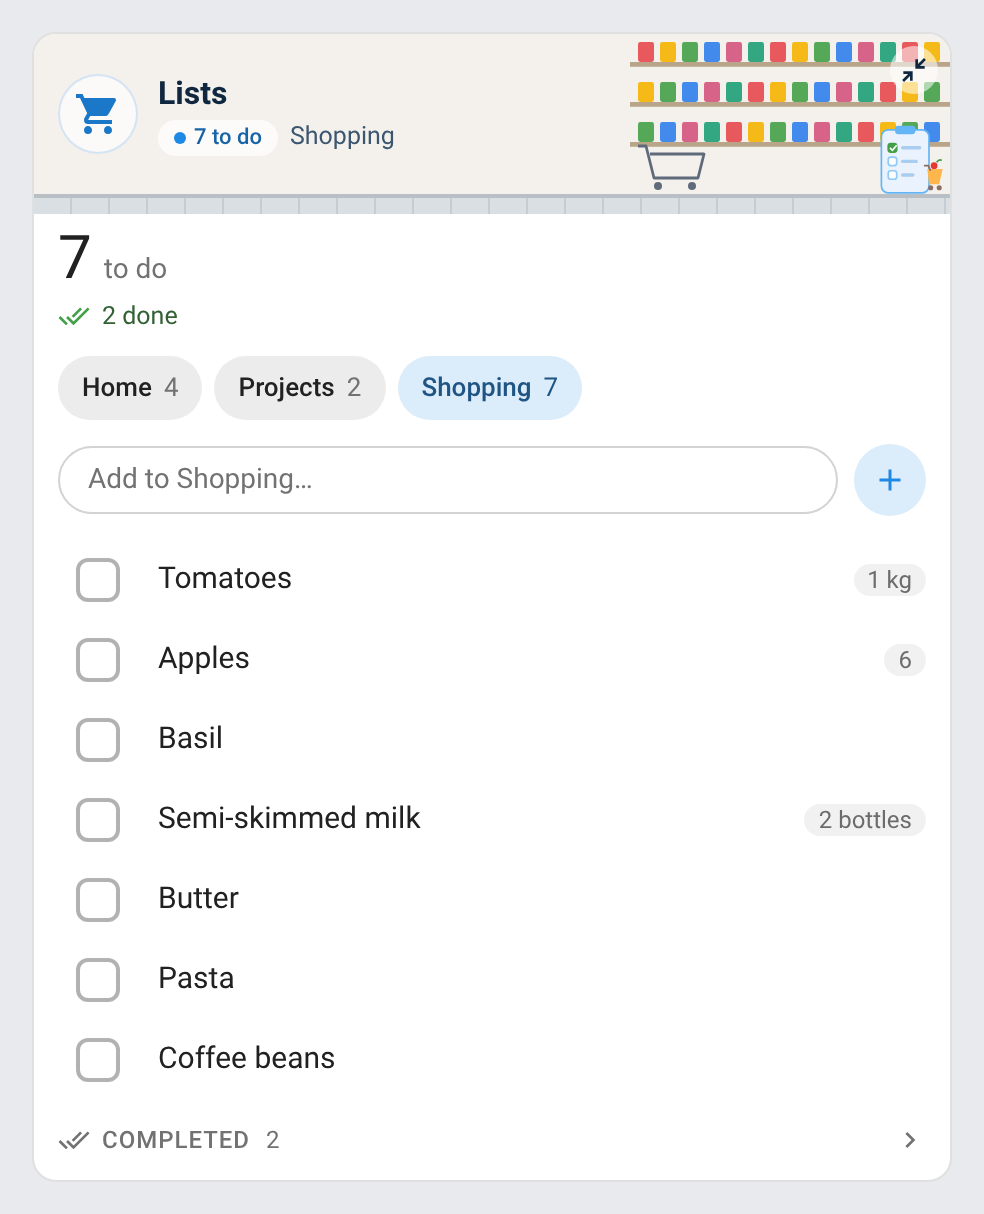 Lists
7 to do Shopping
7 to do
2 done
Home 4 Projects 2 Shopping 7
Add to Shopping…
Tomatoes 1 kg
Apples 6
Basil
Semi-skimmed milk 2 bottles
Butter
Pasta
Coffee beans
COMPLETED 2